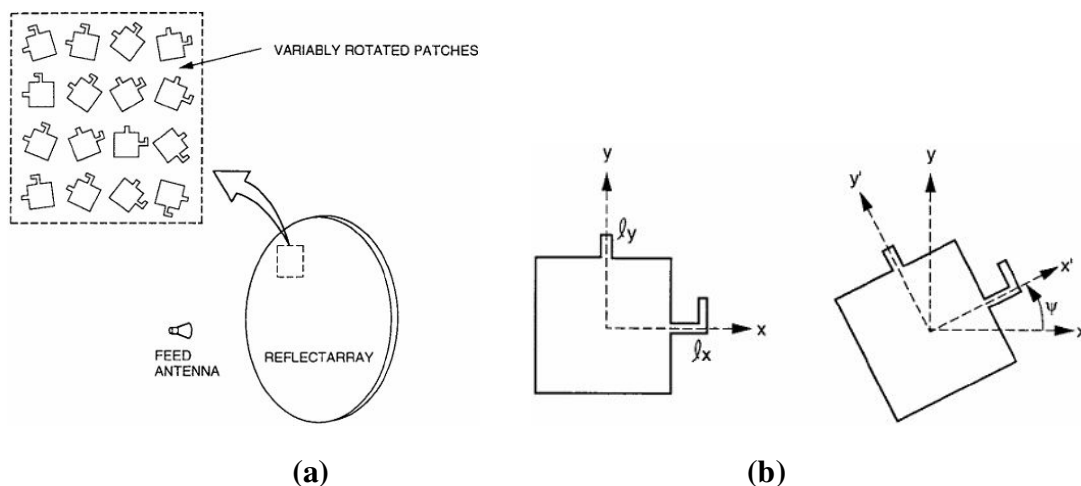 VARIABLY ROTATED PATCHES
FEED
ANTENNA
REFLECTARRAY
(a)
y
ℓy
x
ℓx
y
y'
x'
ψ
x
(b)